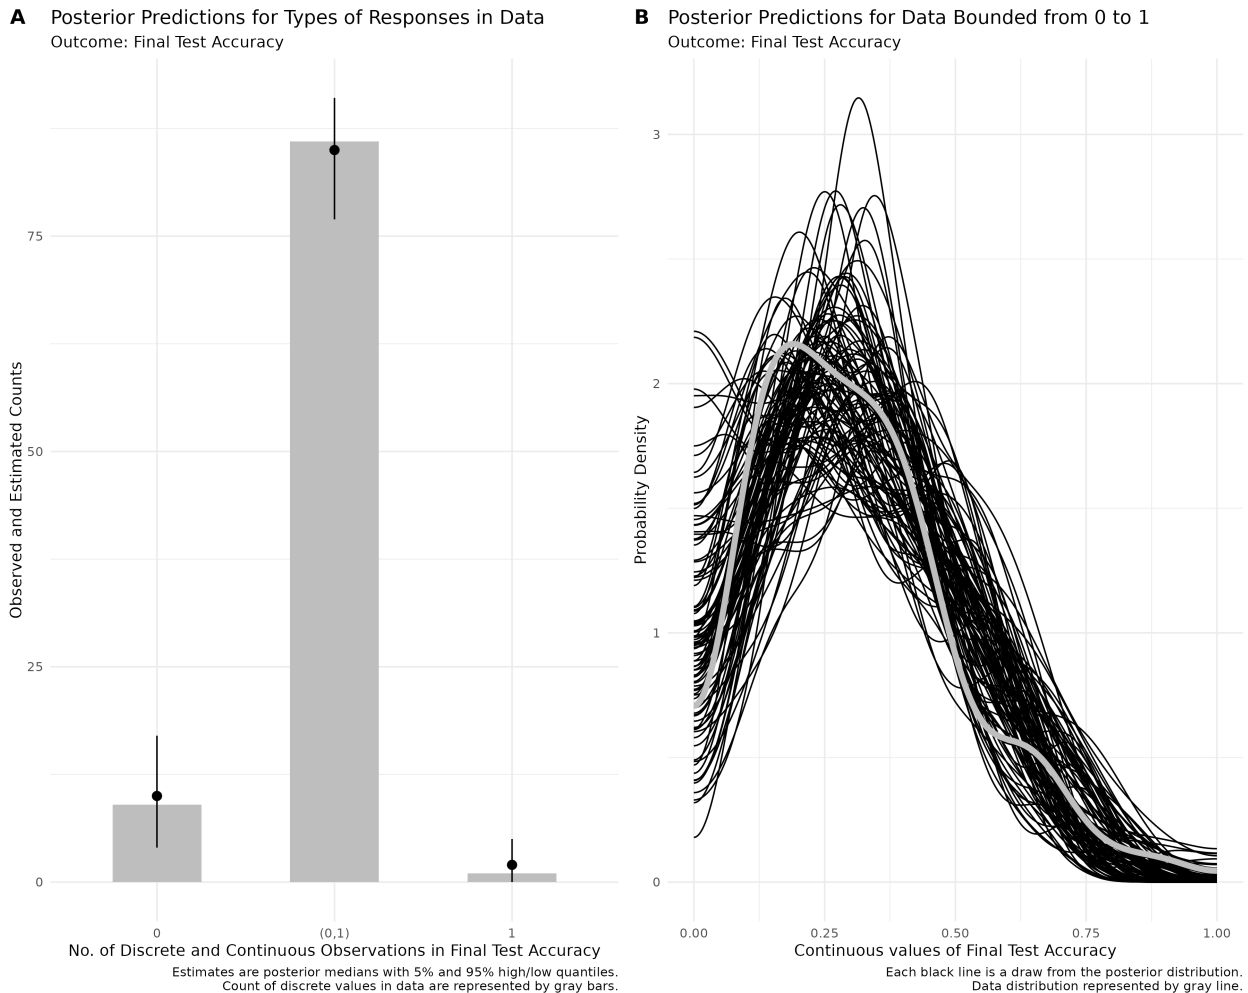 A
Posterior Predictions for Types of Responses in Data
Outcome: Final Test Accuracy
Observed and Estimated Counts
75
50
25
0
0
(0,1)
1
No. of Discrete and Continuous Observations in Final Test Accuracy
Estimates are posterior medians with 5% and 95% high/low quantiles.
Count of discrete values in data are represented by gray bars.
B
Posterior Predictions for Data Bounded from 0 to 1
Outcome: Final Test Accuracy
Probability Density
3
2
1
0
0.00
0.25
0.50
0.75
1.00
Continuous values of Final Test Accuracy
Each black line is a draw from the posterior distribution.
Data distribution represented by gray line.